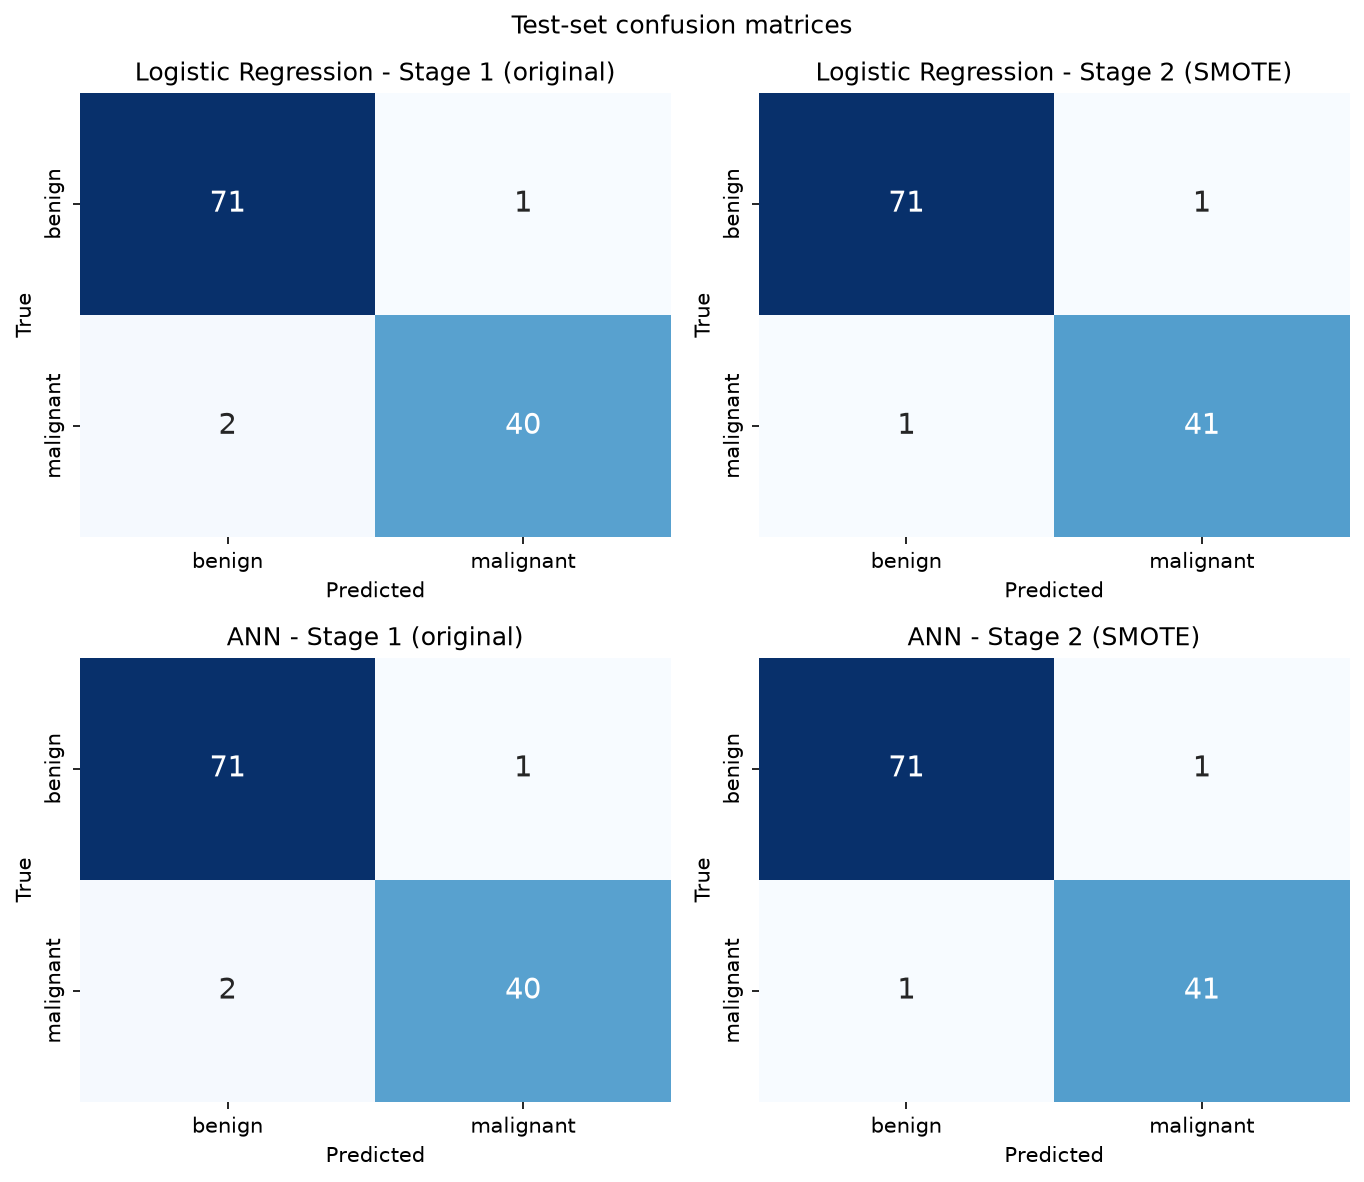 Test-set confusion matrices
Logistic Regression - Stage 1 (original)
True
benign
malignant
71
1
2
40
benign
malignant
Predicted
Logistic Regression - Stage 2 (SMOTE)
True
benign
malignant
71
1
1
41
benign
malignant
Predicted
ANN - Stage 1 (original)
True
benign
malignant
71
1
2
40
benign
malignant
Predicted
ANN - Stage 2 (SMOTE)
True
benign
malignant
71
1
1
41
benign
malignant
Predicted